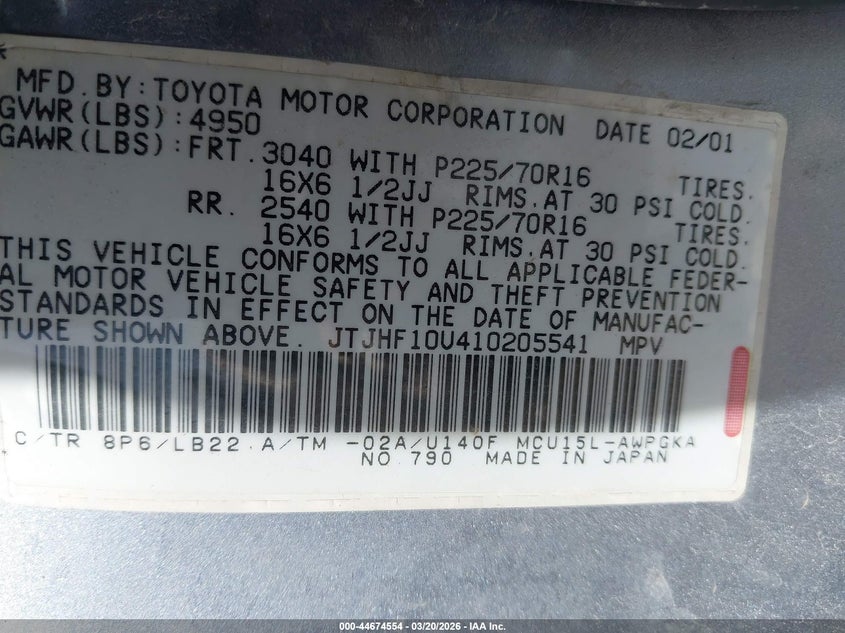 *
MFD. BY: TOYOTA MOTOR CORPORATION DATE 02/01
GVWR(LBS):4950
GAWR(LBS):FRT. 3040 WITH P225/70R16 TIRES.
16X6 1/2JJ RIMS. AT 30 PSI COLD.
RR. 2540 WITH P225/70R16 TIRES.
16X6 1/2JJ RIMS. AT 30 PSI COLD.
THIS VEHICLE CONFORMS TO ALL APPLICABLE FEDER-
AL MOTOR VEHICLE SAFETY AND THEFT PREVENTION
STANDARDS IN EFFECT ON THE DATE OF MANUFAC-
TURE SHOWN ABOVE. JTJHF10U410205541 MPV
C/TR 8P6/LB22 . A/TM -02A/U140F MCU15L-AWPGKA
NO. 790 MADE IN JAPAN
000-44674554 | 03/20/2026 | IAA Inc.